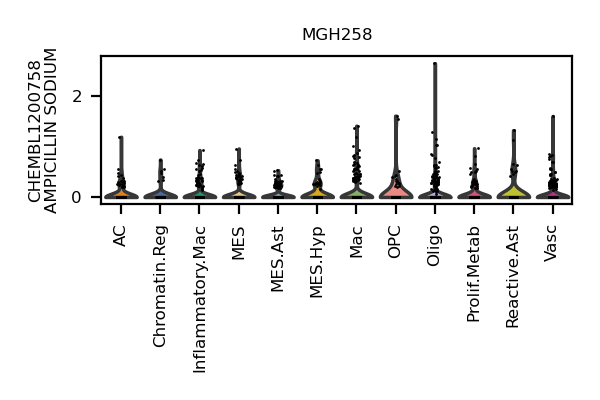 MGH258
CHEMBL1200758
AMPICILLIN SODIUM
2
0
AC
Chromatin.Reg
Inflammatory.Mac
MES
MES.Ast
MES.Hyp
Mac
OPC
Oligo
Prolif.Metab
Reactive.Ast
Vasc